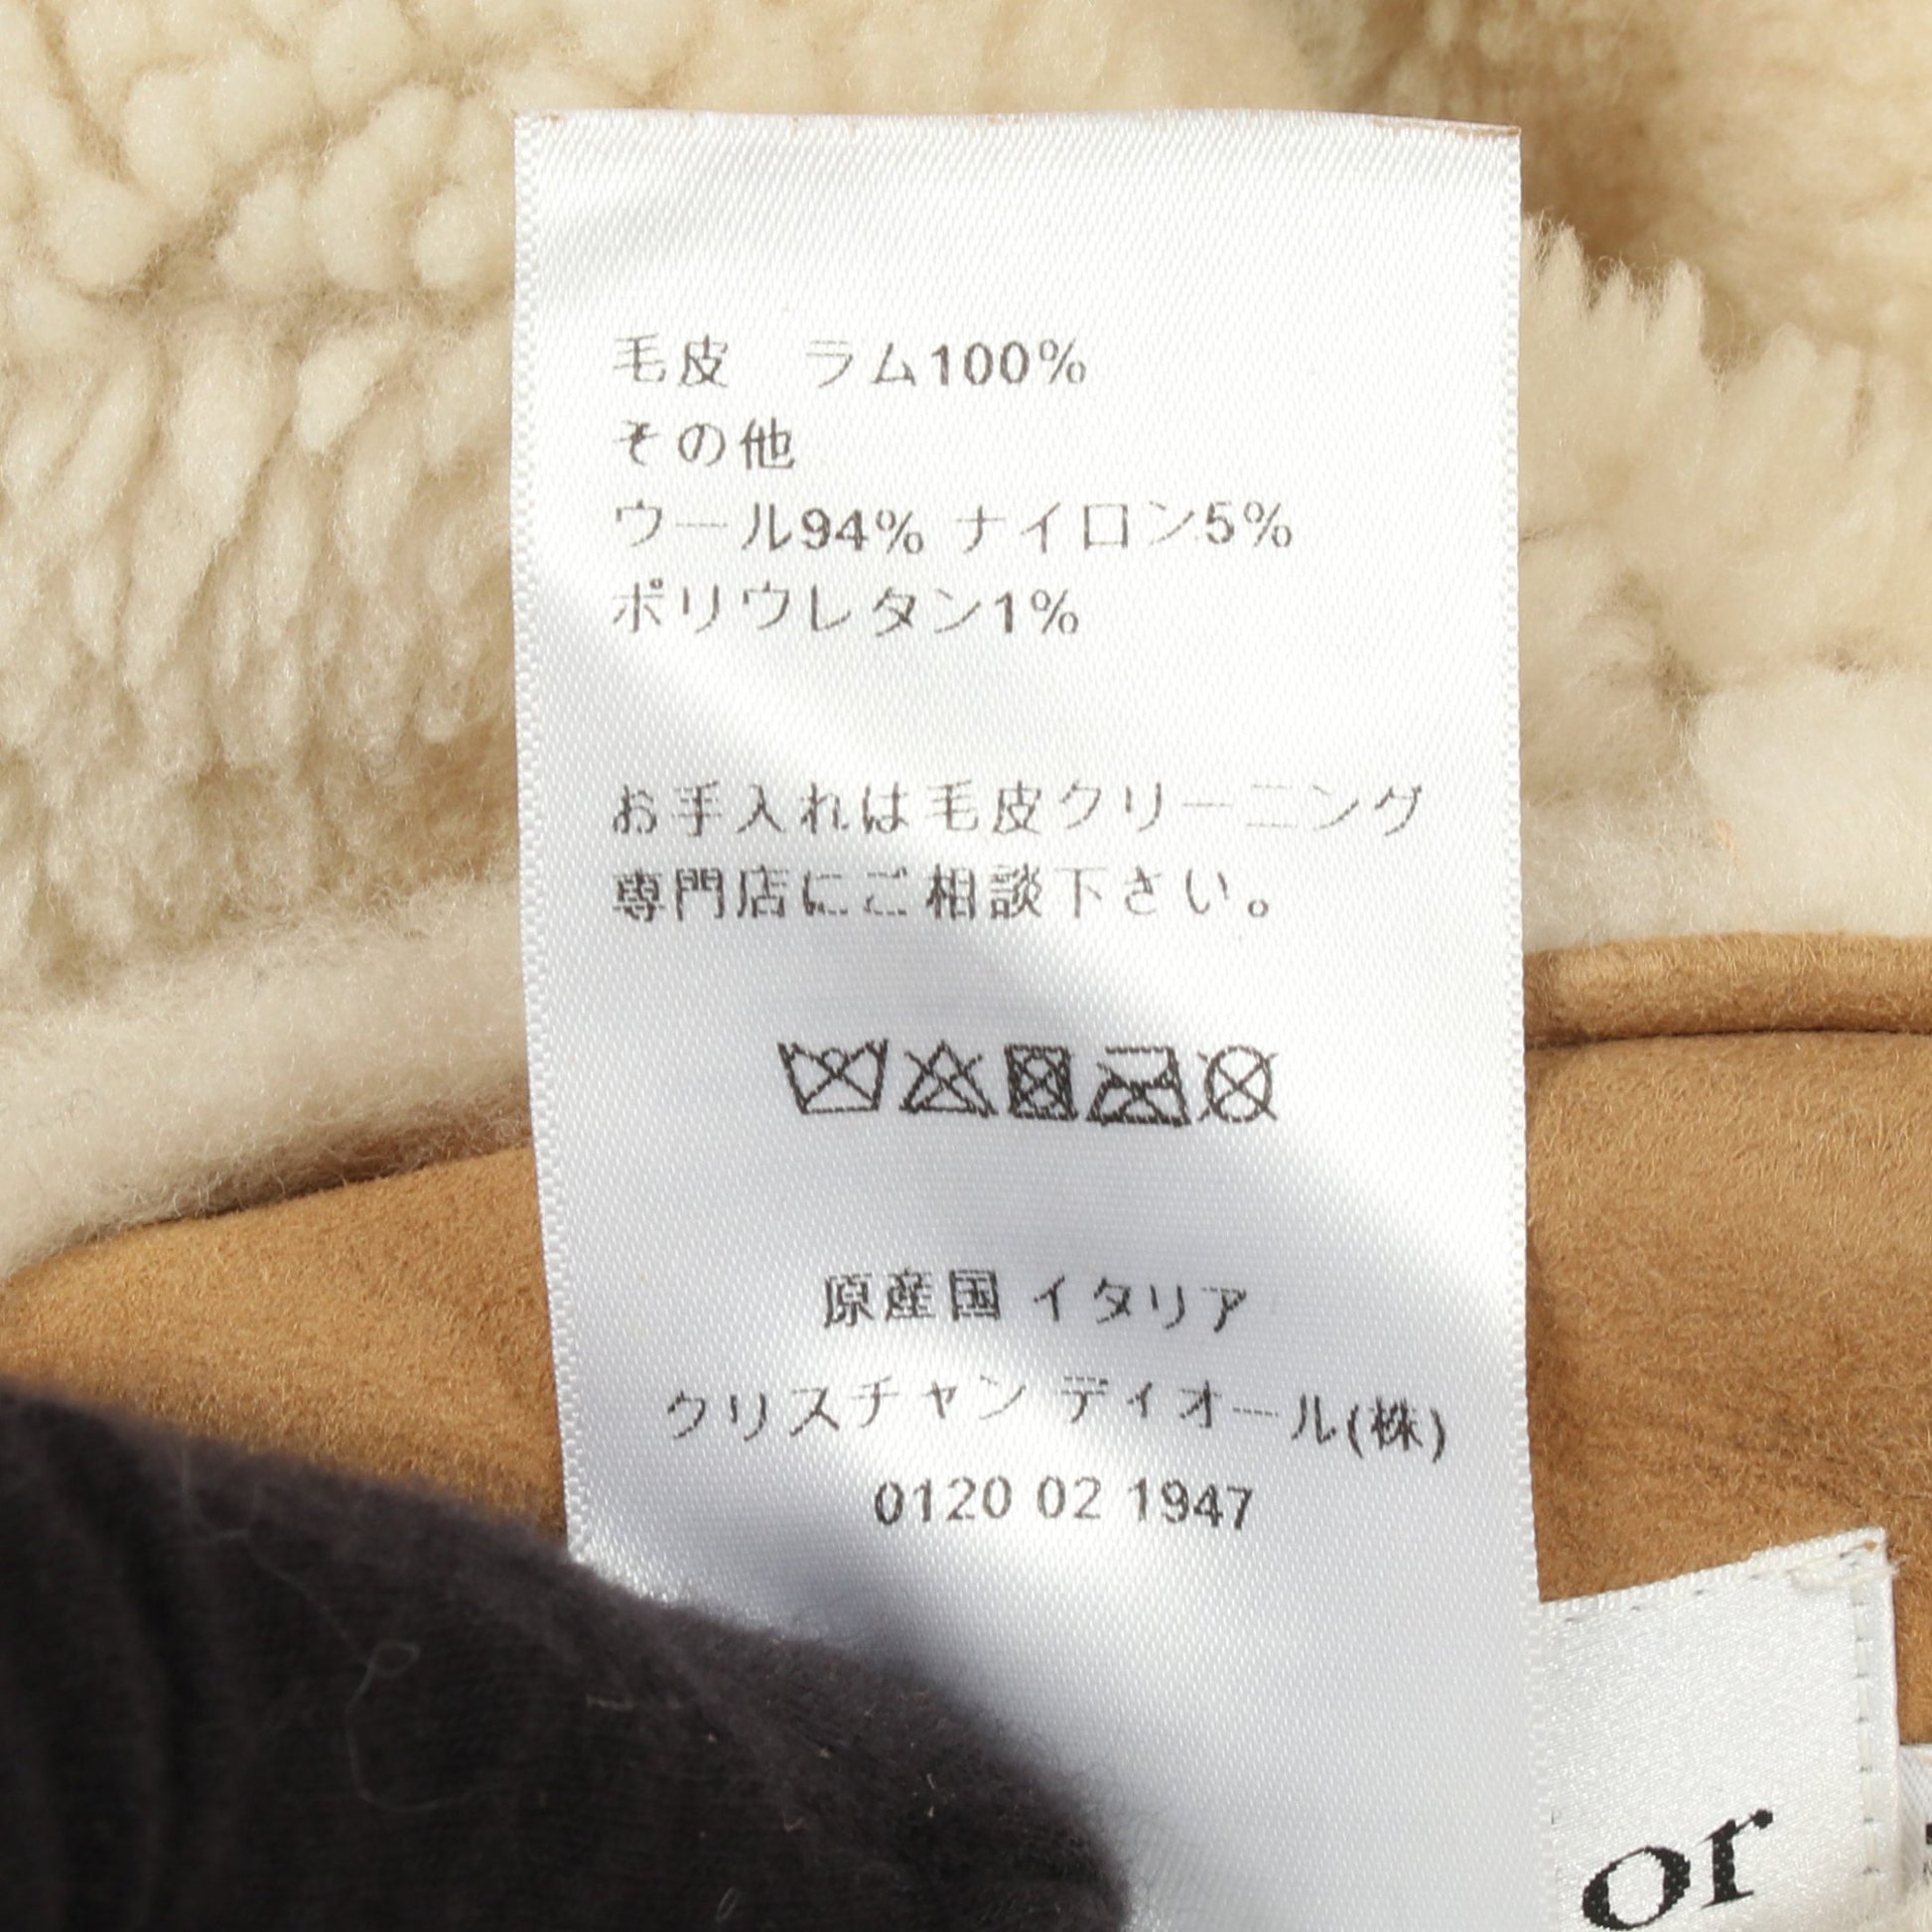 毛皮　ラム100%
その他
ウール94% ナイロン5%
ポリウレタン1%
お手入れは毛皮クリーニング
専門店にご相談下さい。
原産国 イタリア
クリスチャン ディオール(株)
0120 02 1947
or